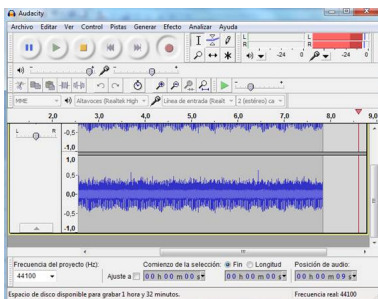 Audacity
Archivo Editar Ver Control Pistas Generar Efecto Analizar Ayuda
L
R
-24 0 -24 0
MME Altavoces (Realtek High Línea de entrada (Realt 2 (estéreo) ca
2,0 3,0 4,0 5,0 6,0 7,0 8,0 9,0
L R
-0,5
-1,0
1,0
0,5
0,0
-0,5
-1,0
Frecuencia del proyecto (Hz): Comienzo de la selección: Fin Longitud Posición de audio:
44100 Ajuste a 00 h 00 m 00 s 00 h 00 m 00 s 00 h 00 m 09 s
Espacio de disco disponible para grabar 1 hora y 32 minutos. Frecuencia real: 44100